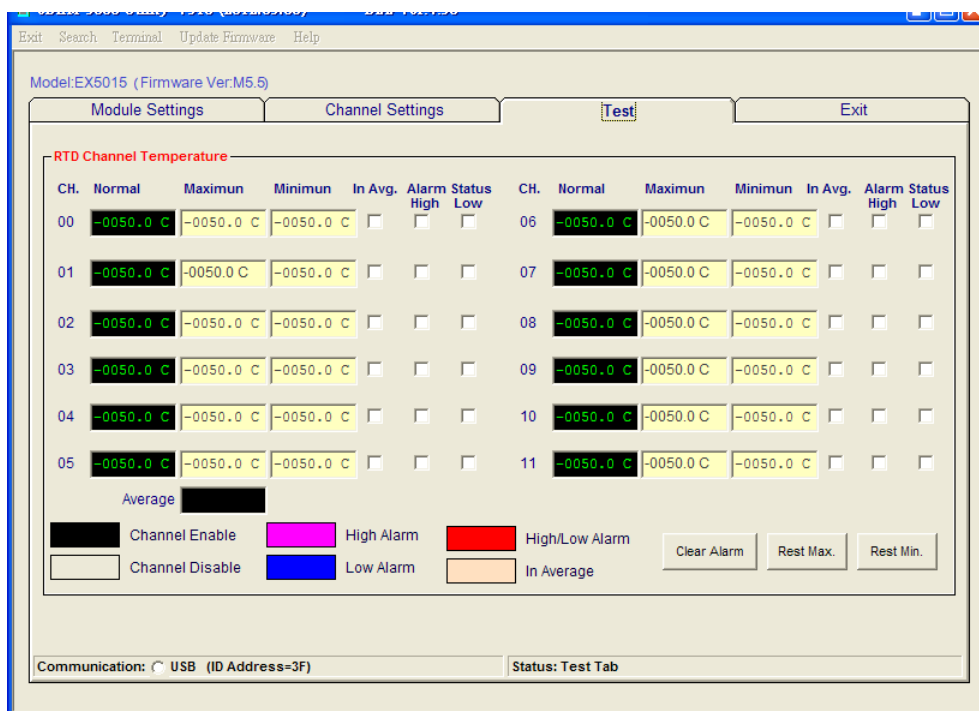 Exit Search Terminal Update Firmware Help
Model:EX5015 (Firmware Ver:M5.5)
Module Settings Channel Settings Test Exit
RTD Channel Temperature
CH. Normal Maximun Minimun In Avg. Alarm Status CH. Normal Maximun Minimun In Avg. Alarm Status
High Low High Low
00 -0050.0 C -0050.0 C -0050.0 C 06 -0050.0 C -0050.0 C -0050.0 C
01 -0050.0 C -0050.0 C -0050.0 C 07 -0050.0 C -0050.0 C -0050.0 C
02 -0050.0 C -0050.0 C -0050.0 C 08 -0050.0 C -0050.0 C -0050.0 C
03 -0050.0 C -0050.0 C -0050.0 C 09 -0050.0 C -0050.0 C -0050.0 C
04 -0050.0 C -0050.0 C -0050.0 C 10 -0050.0 C -0050.0 C -0050.0 C
05 -0050.0 C -0050.0 C -0050.0 C 11 -0050.0 C -0050.0 C -0050.0 C
Average
Channel Enable High Alarm High/Low Alarm Clear Alarm Rest Max. Rest Min.
Channel Disable Low Alarm In Average
Communication: USB (ID Address=3F) Status: Test Tab